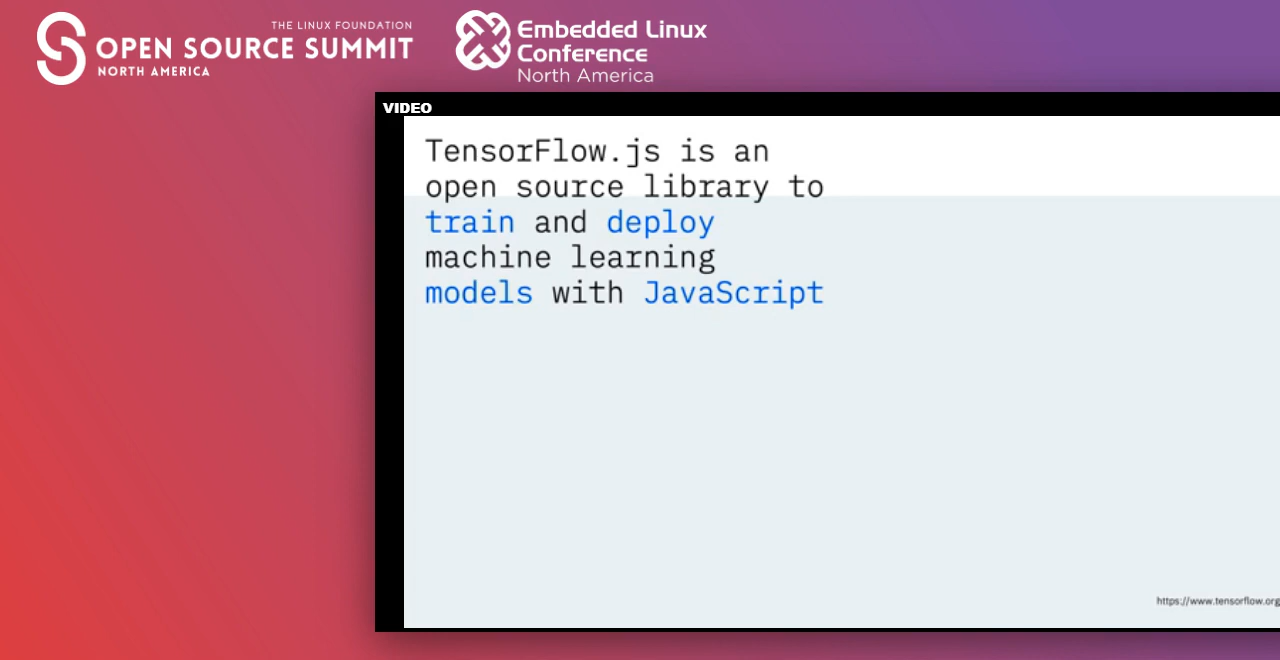 THE LINUX FOUNDATION
OPEN SOURCE SUMMIT
NORTH AMERICA
Embedded Linux
Conference
North America
VIDEO
TensorFlow.js is an
open source library to
train and deploy
machine learning
models with JavaScript
https://www.tensorflow.org